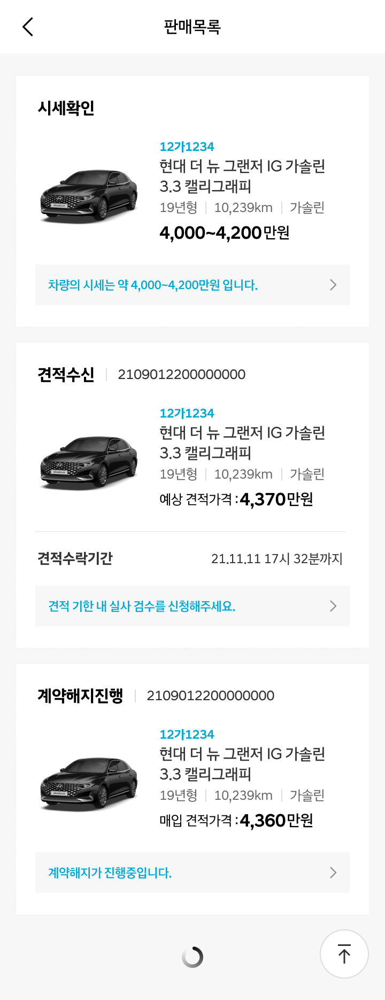 판매목록
시세확인
12가1234
현대 더 뉴 그랜저 IG 가솔린
3.3 캘리그래피
19년형 | 10,239km | 가솔린
4,000~4,200만원
차량의 시세는 약 4,000~4,200만원 입니다.
견적수신 | 2109012200000000
12가1234
현대 더 뉴 그랜저 IG 가솔린
3.3 캘리그래피
19년형 | 10,239km | 가솔린
예상 견적가격 : 4,370만원
견적수락기간 21.11.11 17시 32분까지
견적 기한 내 실사 검수를 신청해주세요.
계약해지진행 | 2109012200000000
12가1234
현대 더 뉴 그랜저 IG 가솔린
3.3 캘리그래피
19년형 | 10,239km | 가솔린
매입 견적가격 : 4,360만원
계약해지가 진행중입니다.